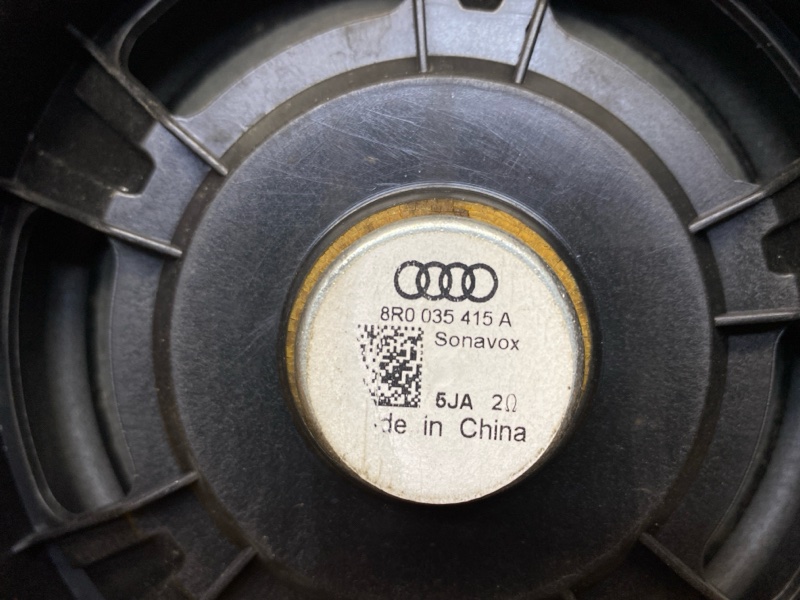 8R0 035 415 A
Sonavox
5JA 2Ω
de in China